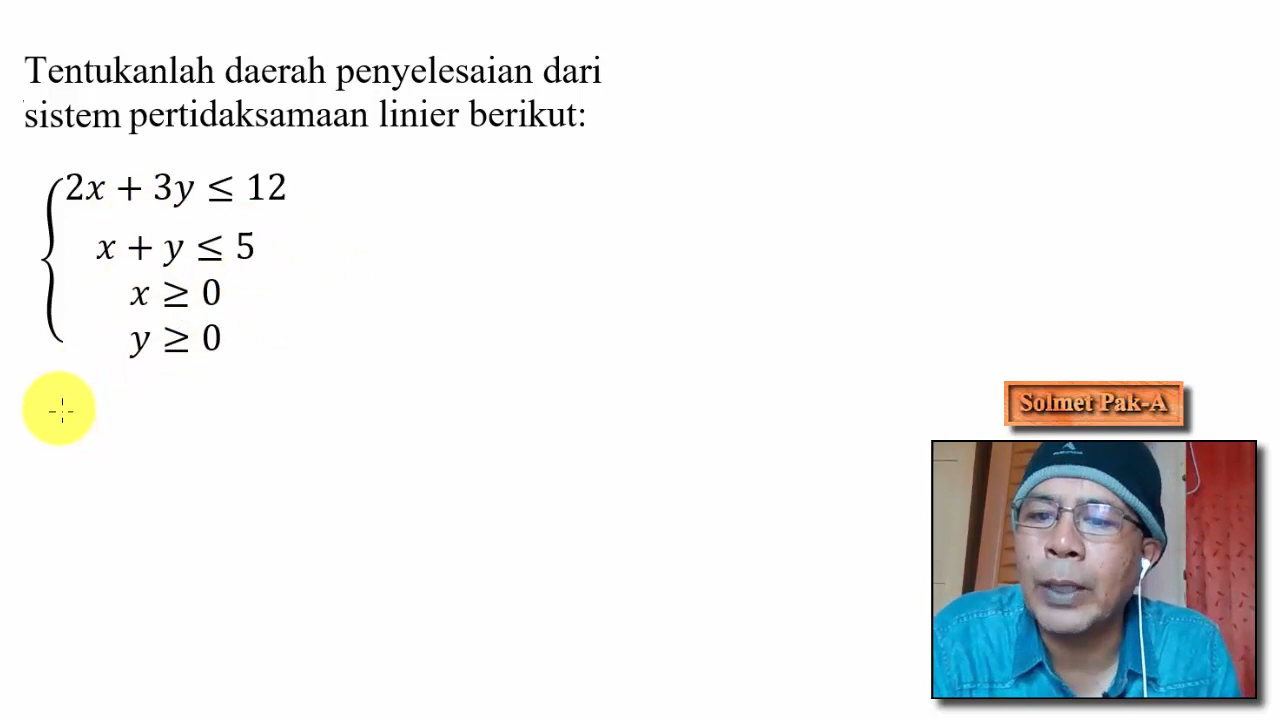 Tentukanlah daerah penyelesaian dari
sistem pertidaksamaan linier berikut:
2x + 3y ≤ 12
x + y ≤ 5
x ≥ 0
y ≥ 0
Solmet Pak-A